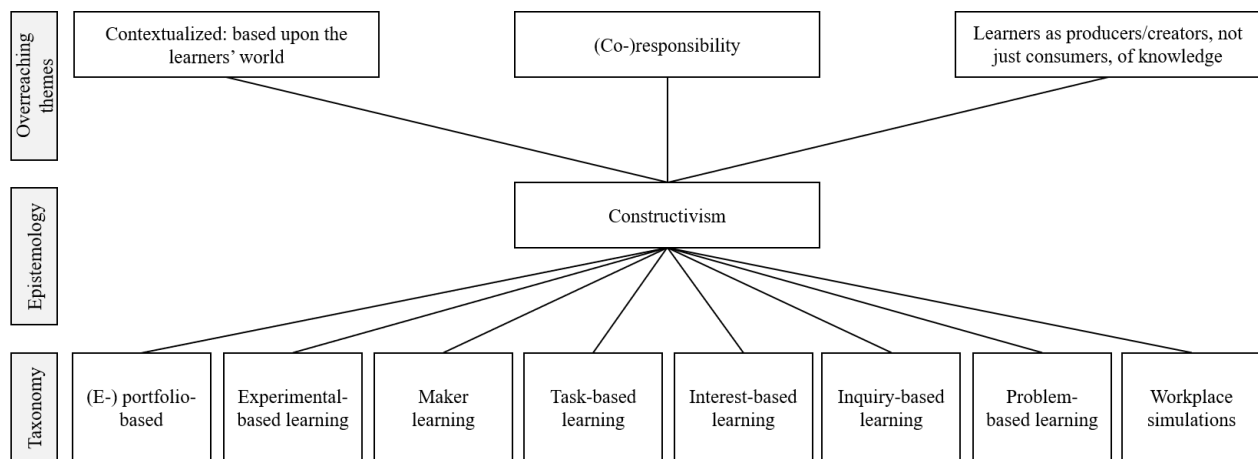 Overreaching
themes
Contextualized: based upon the
learners’ world
(Co-)responsibility
Learners as producers/creators, not
just consumers, of knowledge
Epistemology
Constructivism
Taxonomy
(E-) portfolio-
based
Experimental-
based learning
Maker
learning
Task-based
learning
Interest-based
learning
Inquiry-based
learning
Problem-
based learning
Workplace
simulations